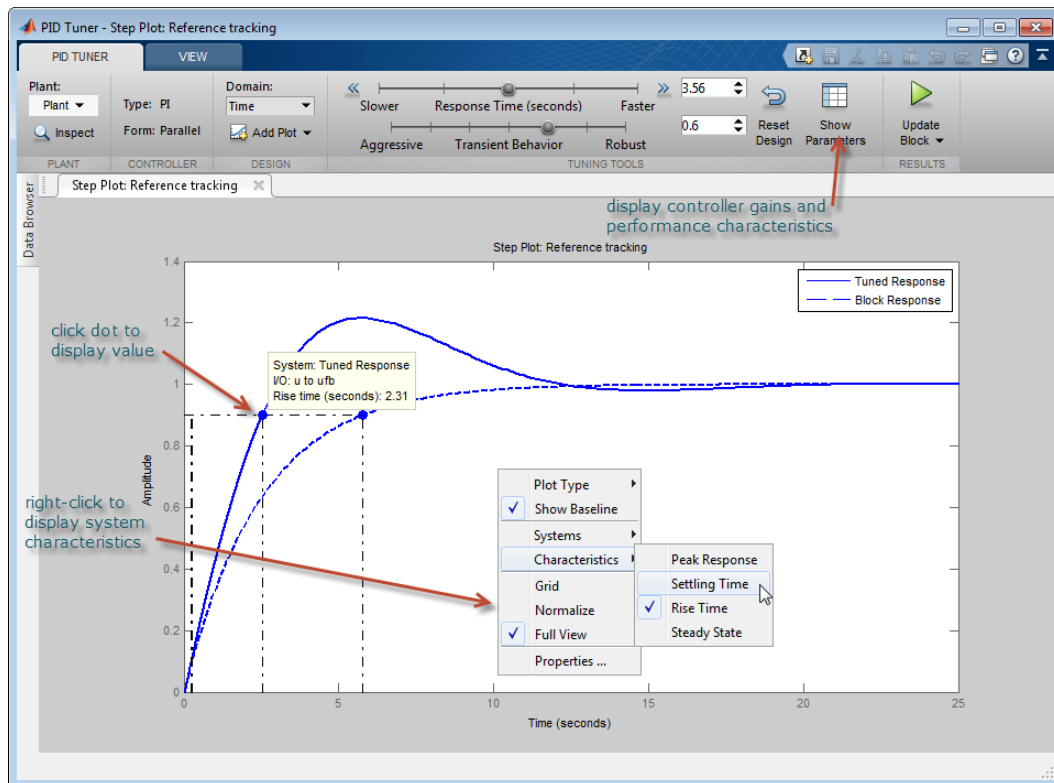 PID Tuner - Step Plot: Reference tracking
PID TUNER
VIEW
Plant:
Plant
Inspect
PLANT
Type: PI
Form: Parallel
CONTROLLER
Domain:
Time
Add Plot
DESIGN
Slower Response Time (seconds) Faster
3.56
Aggressive Transient Behavior Robust
0.6
Reset
Design
Show
Parameters
TUNING TOOLS
Update
Block
RESULTS
Data Browser
Step Plot: Reference tracking
display controller gains and
performance characteristics
Step Plot: Reference tracking
Tuned Response
Block Response
click dot to
display value
System: Tuned Response
I/O: u to ufb
Rise time (seconds): 2.31
right-click to
display system
characteristics
Amplitude
1.4
1.2
1
0.8
0.6
0.4
0.2
0
Plot Type
Show Baseline
Systems
Characteristics
Grid
Normalize
Full View
Properties ...
Peak Response
Settling Time
Rise Time
Steady State
0 5 10 15 20 25
Time (seconds)